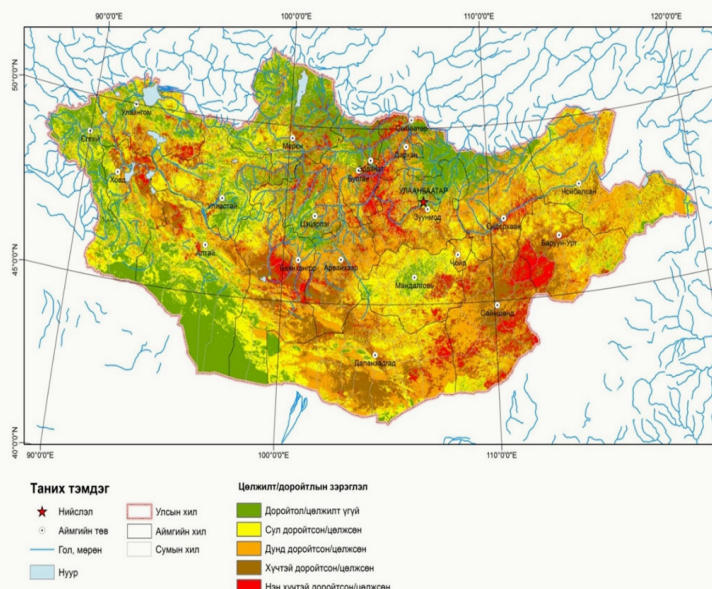 90°0'0"E 100°0'0"E 110°0'0"E 120°0'0"E
50°0'0"N
45°0'0"N
40°0'0"N
Улаангом
Өлгий
Ховд
Улиастай
Алтай
Мөрөн
Сүхбаатар
Дархан
Булган
УЛААНБААТАР
Зуунмод
Цэцэрлэг
Баянхонгор
Арвайхээр
Мандалговь
Чойр
Чойбалсан
Баруун-Урт
Сайншанд
Даланзадгад
90°0'0"E 100°0'0"E 110°0'0"E
Таних тэмдэг
Нийслэл
Аймгийн төв
Гол, мөрөн
Нуур
Улсын хил
Аймгийн хил
Сумын хил
Цөлжилт/доройтлын зэрэглэл
Доройтол/цөлжилт үгүй
Сул доройтсон/цөлжсөн
Дунд доройтсон/цөлжсөн
Хүчтэй доройтсон/цөлжсөн
Нэн хүчтэй доройтсон/цөлжсөн